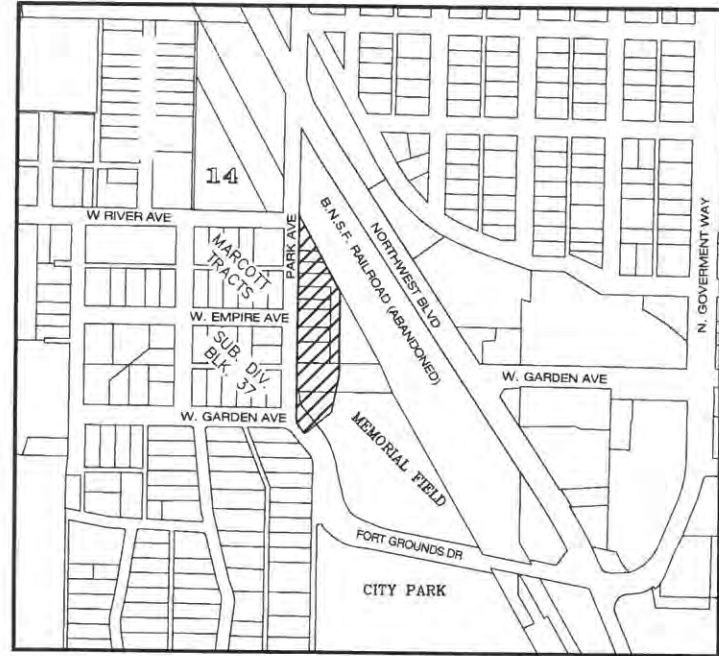 14
W RIVER AVE
MARCOTT
TRACTS
PARK AVE
B.N.S.F. RAILROAD (ABANDONED)
NORTHWEST BLVD
N. GOVERMENT WAY
W. EMPIRE AVE
SUB. DIV.
BLK. 37
W. GARDEN AVE
W. GARDEN AVE
MEMORIAL FIELD
FORT GROUNDS DR
CITY PARK